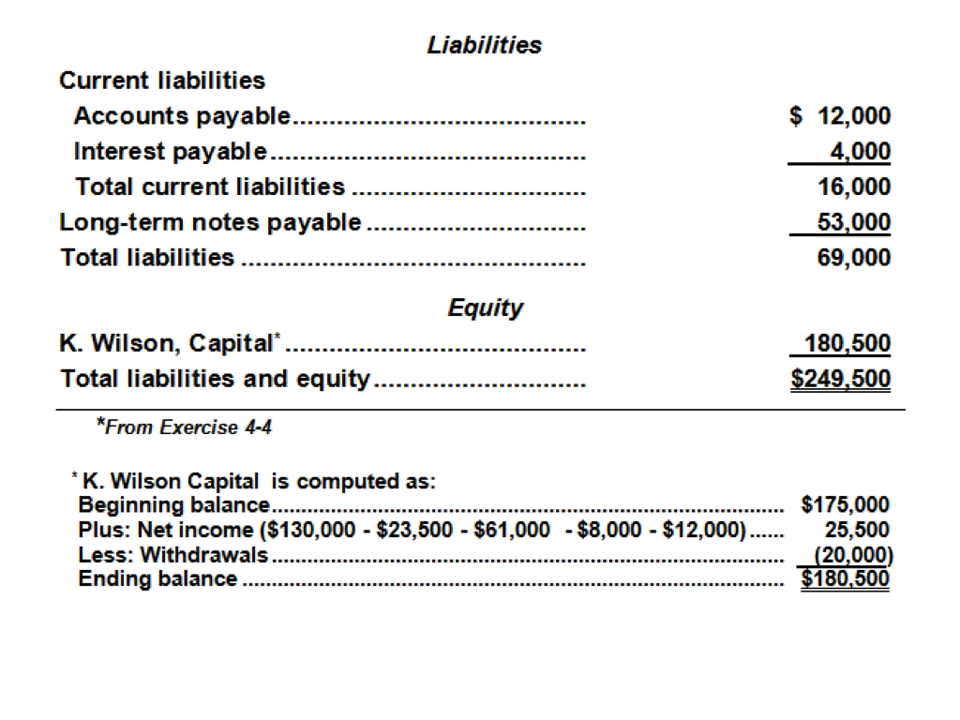 Liabilities
Current liabilities
Accounts payable........................................ $ 12,000
Interest payable........................................... 4,000
Total current liabilities ................................ 16,000
Long-term notes payable .............................. 53,000
Total liabilities ............................................... 69,000
Equity
K. Wilson, Capital* ......................................... 180,500
Total liabilities and equity............................. $249,500
*From Exercise 4-4
* K. Wilson Capital is computed as:
Beginning balance..................................................................................... $175,000
Plus: Net income ($130,000 - $23,500 - $61,000 - $8,000 - $12,000)...... 25,500
Less: Withdrawals..................................................................................... (20,000)
Ending balance .......................................................................................... $180,500